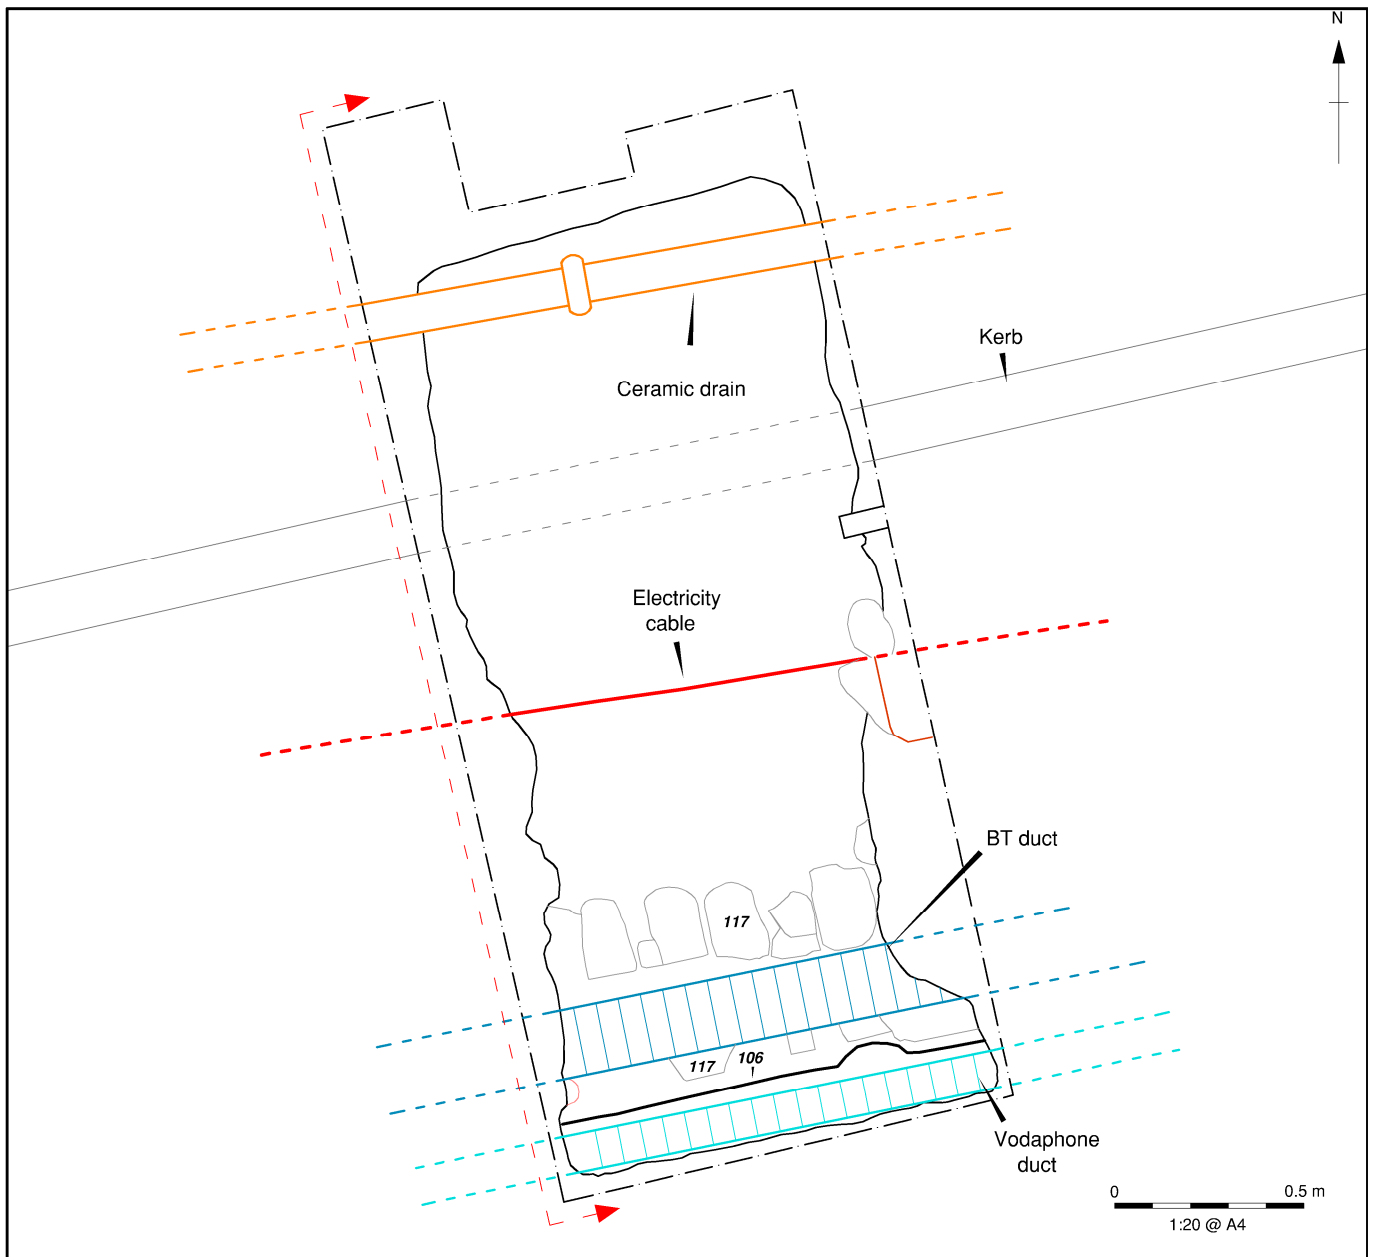 N
Kerb
Ceramic drain
Electricity
cable
BT duct
117
117
106
Vodaphone
duct
0
0.5 m
1:20 @ A4